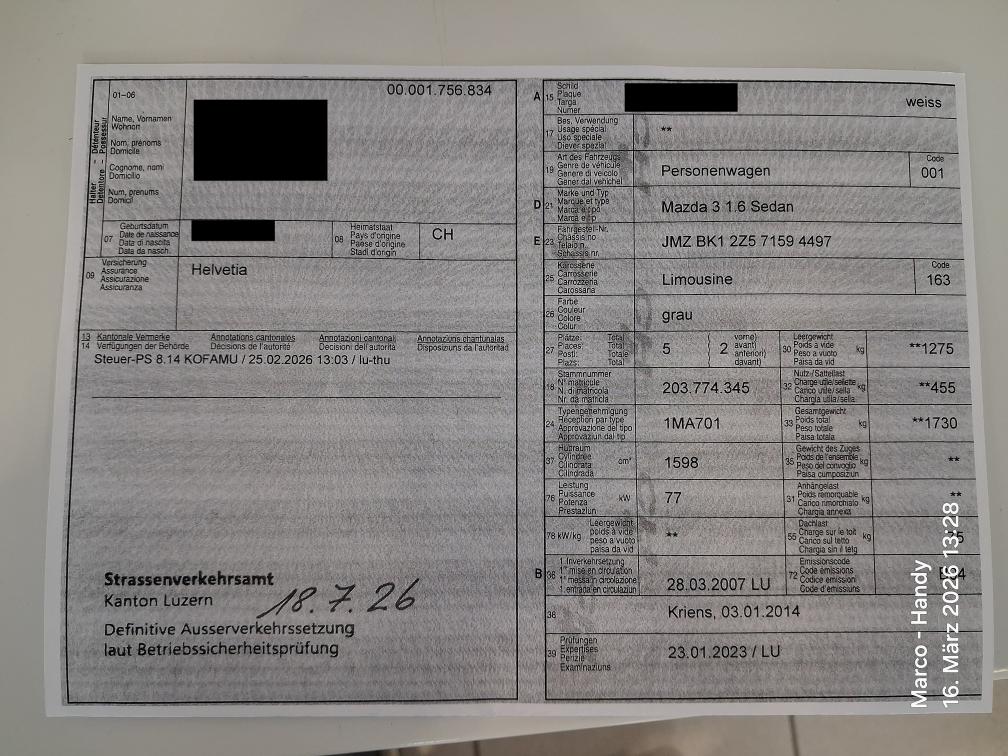 01–06
00.001.756.834
Halter
Détenteur
Detentore
Possessur
Name, Vornamen
Wohnort
Nom, prénoms
Domicile
Cognome, nomi
Domicilio
Num, prenums
Domicil
07
Geburtsdatum
Date de naissance
Data di nascita
Data da nasch.
08
Heimatstaat
Pays d'origine
Paese d'origine
Stadi d'origin
CH
09
Versicherung
Assurance
Assicurazione
Assicuranza
Helvetia
13 Kantonale Vermerke Annotations cantonales Annotazioni cantonali Annotaziuns chantunalas
14 Verfügungen der Behörde Décisions de l'autorité Decisioni dell'autorità Disposiziuns da l'autoritad
Steuer-PS 8.14 KOFAMU / 25.02.2026 13:03 / lu-thu
Strassenverkehrsamt
Kanton Luzern
18.7.26
Definitive Ausserverkehrssetzung
laut Betriebssicherheitsprüfung
A 15
Schild
Plaque
Targa
Numer
weiss
17
Bes. Verwendung
Usage spécial
Uso speciale
Diever spezial
**
19
Art des Fahrzeugs
Genre de véhicule
Genere di veicolo
Gener dal vehichel
Personenwagen
Code
001
D 21
Marke und Typ
Marque et type
Marca e tipo
Marca e tip
Mazda 3 1.6 Sedan
E 23
Fahrgestell-Nr.
Châssis no
Telaio n.
Schassis nr.
JMZ BK1 2Z5 7159 4497
25
Karosserie
Carrosserie
Carrozzeria
Carossaria
Limousine
Code
163
26
Farbe
Couleur
Colore
Colur
grau
27
Plätze: Total
Places: Total
Posti: Totale
Plazs: Total
5
2
vorne)
avant)
anteriori)
davant)
30
Leergewicht
Poids à vide
Peso a vuoto
Paisa da vid
kg
**1275
18
Stammnummer
N° matricule
N. di matricola
Nr. da matricla
203.774.345
32
Nutz-/Sattellast
Charge utile/sellette
Carico utile/sella
Chargia utila/sella
kg
**455
24
Typengenehmigung
Réception par type
Approvazione del tipo
Approvaziun dal tip
1MA701
33
Gesamtgewicht
Poids total
Peso totale
Paisa totala
kg
**1730
37
Hubraum
Cylindrée
Cilindrata
Cilindrada
cm³
1598
35
Gewicht des Zuges
Poids de l'ensemble
Peso del convoglio
Paisa cumposiziun
kg
**
76
Leistung
Puissance
Potenza
Prestaziun
kW
77
31
Anhängelast
Poids remorquable
Carico rimorchiato
Chargia annexa
kg
**
78 kW/kg
Leergewicht
poids à vide
peso a vuoto
paisa da vid
**
55
Dachlast
Charge sur le toit
Carico sul tetto
Chargia sin il tetg
kg
B 36
1. Inverkehrsetzung
1re mise en circulation
1a messa in circolazione
1. entrada en circulaziun
28.03.2007 LU
72
Emissionscode
Code émissions
Codice emissioni
Code d'emissiuns
38
Kriens, 03.01.2014
39
Prüfungen
Expertises
Perizie
Examinaziuns
23.01.2023 / LU
Marco - Handy
16. März 2026 13:28